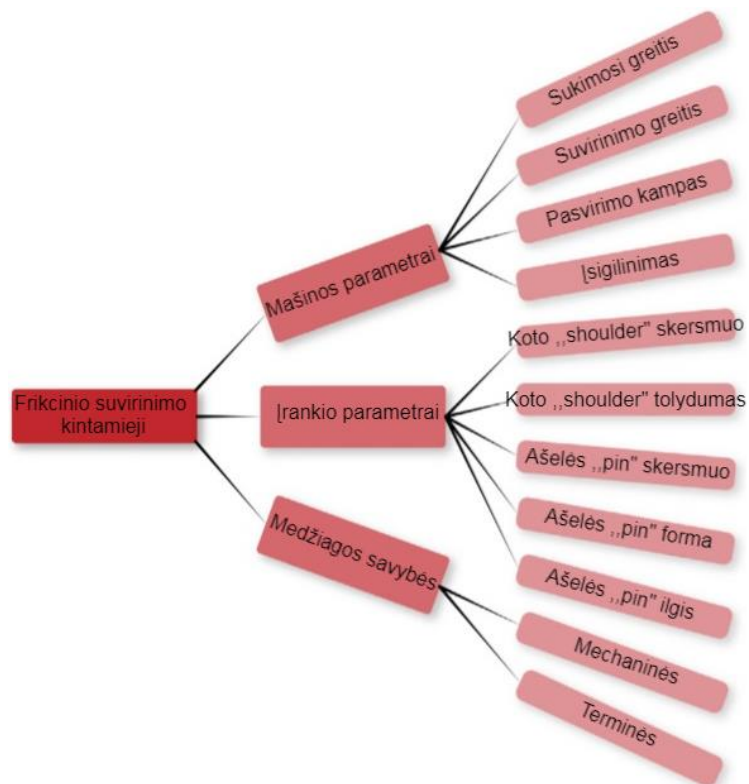 Frikcinio suvirinimo
kintamieji
Mašinos parametrai
Sukimosi greitis
Suvirinimo greitis
Pasvirimo kampas
Įsigilinimas
Įrankio parametrai
Koto ,,shoulder" skersmuo
Koto ,,shoulder" tolydumas
Ašelės ,,pin" skersmuo
Ašelės ,,pin" forma
Ašelės ,,pin" ilgis
Medžiagos savybės
Mechaninės
Terminės